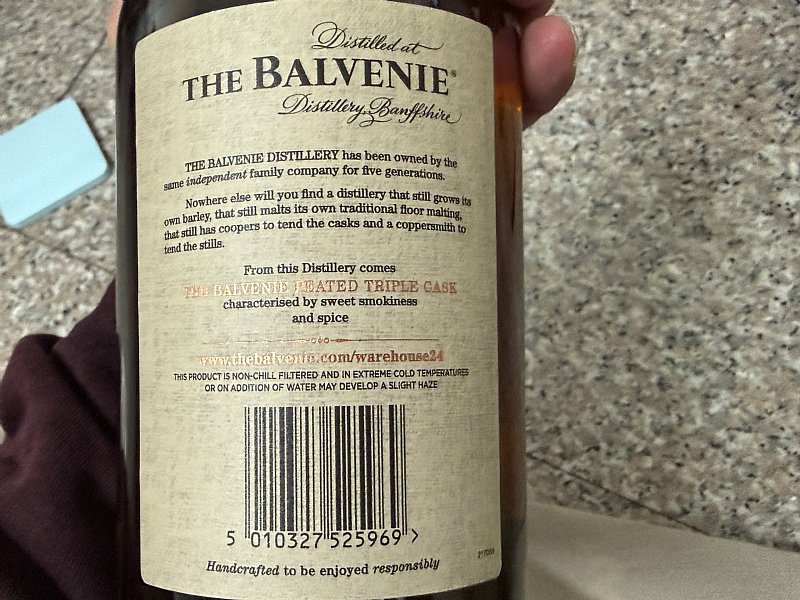 Distilled at
THE BALVENIE®
Distillery, Banffshire
THE BALVENIE DISTILLERY has been owned by the
same independent family company for five generations.
Nowhere else will you find a distillery that still grows its
own barley, that still malts its own traditional floor malting,
that still has coopers to tend the casks and a coppersmith to
tend the stills.
From this Distillery comes
THE BALVENIE PEATED TRIPLE CASK
characterised by sweet smokiness
and spice
www.thebalvenie.com/warehouse24
THIS PRODUCT IS NON-CHILL FILTERED AND IN EXTREME COLD TEMPERATURES
OR ON ADDITION OF WATER MAY DEVELOP A SLIGHT HAZE
5 010327 525969 >
Handcrafted to be enjoyed responsibly